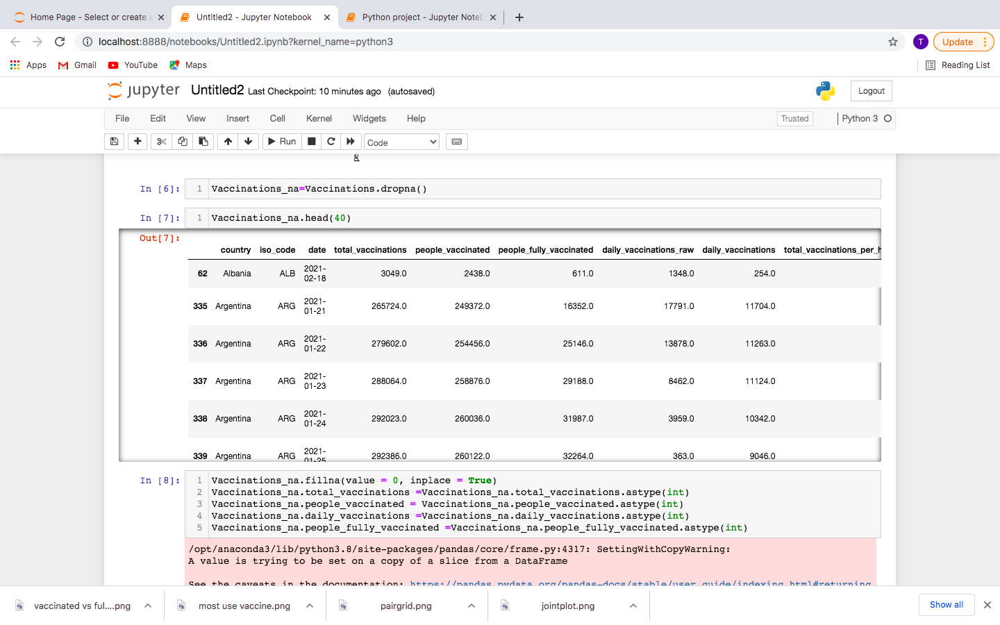 Home Page - Select or create a
Untitled2 - Jupyter Notebook
Python project - Jupyter Noteb
localhost:8888/notebooks/Untitled2.ipynb?kernel_name=python3
T
Update
Apps
Gmail
YouTube
Maps
Reading List
jupyter Untitled2 Last Checkpoint: 10 minutes ago (autosaved)
Logout
File Edit View Insert Cell Kernel Widgets Help
Trusted
Python 3
Run
Code
In [6]: 1 Vaccinations_na=Vaccinations.dropna()
In [7]: 1 Vaccinations_na.head(40)
Out[7]:
country iso_code date total_vaccinations people_vaccinated people_fully_vaccinated daily_vaccinations_raw daily_vaccinations total_vaccinations_per_h
62 Albania ALB 2021-02-18 3049.0 2438.0 611.0 1348.0 254.0
335 Argentina ARG 2021-01-21 265724.0 249372.0 16352.0 17791.0 11704.0
336 Argentina ARG 2021-01-22 279602.0 254456.0 25146.0 13878.0 11263.0
337 Argentina ARG 2021-01-23 288064.0 258876.0 29188.0 8462.0 11124.0
338 Argentina ARG 2021-01-24 292023.0 260036.0 31987.0 3959.0 10342.0
339 Argentina ARG 2021-01-25 292386.0 260122.0 32264.0 363.0 9046.0
In [8]: 1 Vaccinations_na.fillna(value = 0, inplace = True)
2 Vaccinations_na.total_vaccinations =Vaccinations_na.total_vaccinations.astype(int)
3 Vaccinations_na.people_vaccinated = Vaccinations_na.people_vaccinated.astype(int)
4 Vaccinations_na.daily_vaccinations =Vaccinations_na.daily_vaccinations.astype(int)
5 Vaccinations_na.people_fully_vaccinated =Vaccinations_na.people_fully_vaccinated.astype(int)
/opt/anaconda3/lib/python3.8/site-packages/pandas/core/frame.py:4317: SettingWithCopyWarning:
A value is trying to be set on a copy of a slice from a DataFrame
See the caveats in the documentation: https://pandas.pydata.org/pandas-docs/stable/user_guide/indexing.html#returning
vaccinated vs ful....png
most use vaccine.png
pairgrid.png
jointplot.png
Show all